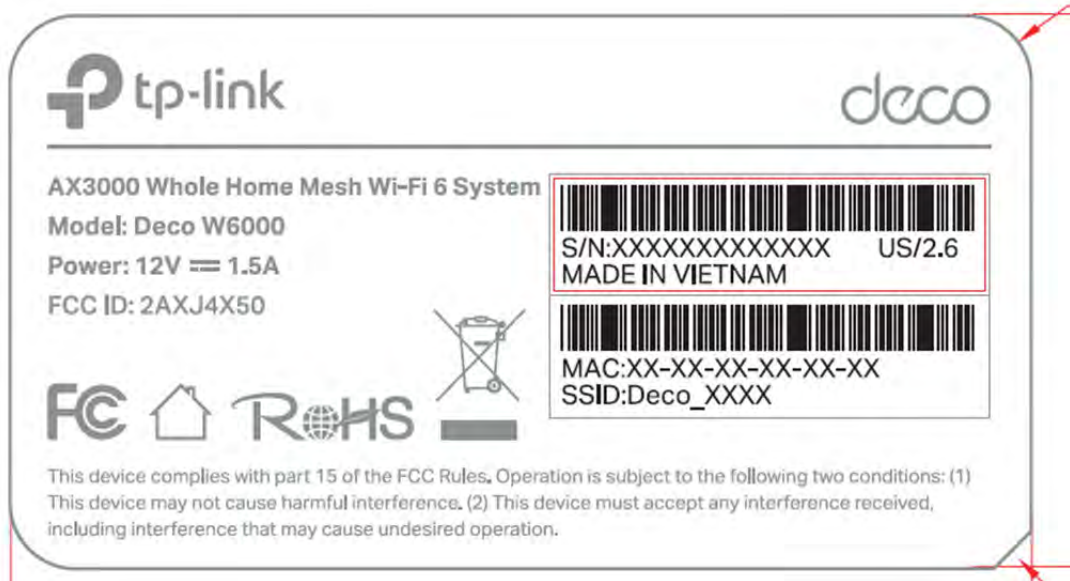 tp-link
deco
AX3000 Whole Home Mesh Wi-Fi 6 System
Model: Deco W6000
Power: 12V ⎓ 1.5A
FCC ID: 2AXJ4X50
S/N:XXXXXXXXXXXXX US/2.6
MADE IN VIETNAM
MAC:XX-XX-XX-XX-XX-XX
SSID:Deco_XXXX
FC RoHS
This device complies with part 15 of the FCC Rules. Operation is subject to the following two conditions: (1)
This device may not cause harmful interference. (2) This device must accept any interference received,
including interference that may cause undesired operation.